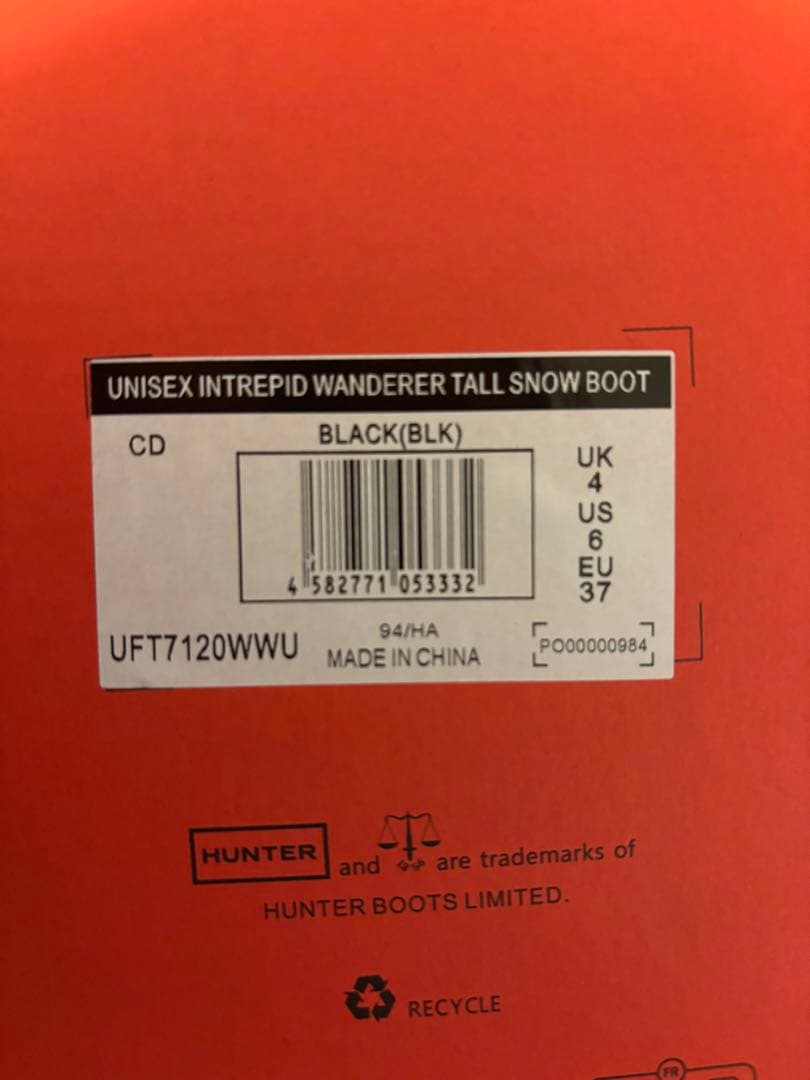 UNISEX INTREPID WANDERER TALL SNOW BOOT
CD
BLACK(BLK)
4 582771 053332
UK
4
US
6
EU
37
UFT7120WWU
94/HA
MADE IN CHINA
PO00000984
HUNTER and are trademarks of
HUNTER BOOTS LIMITED.
RECYCLE
FR